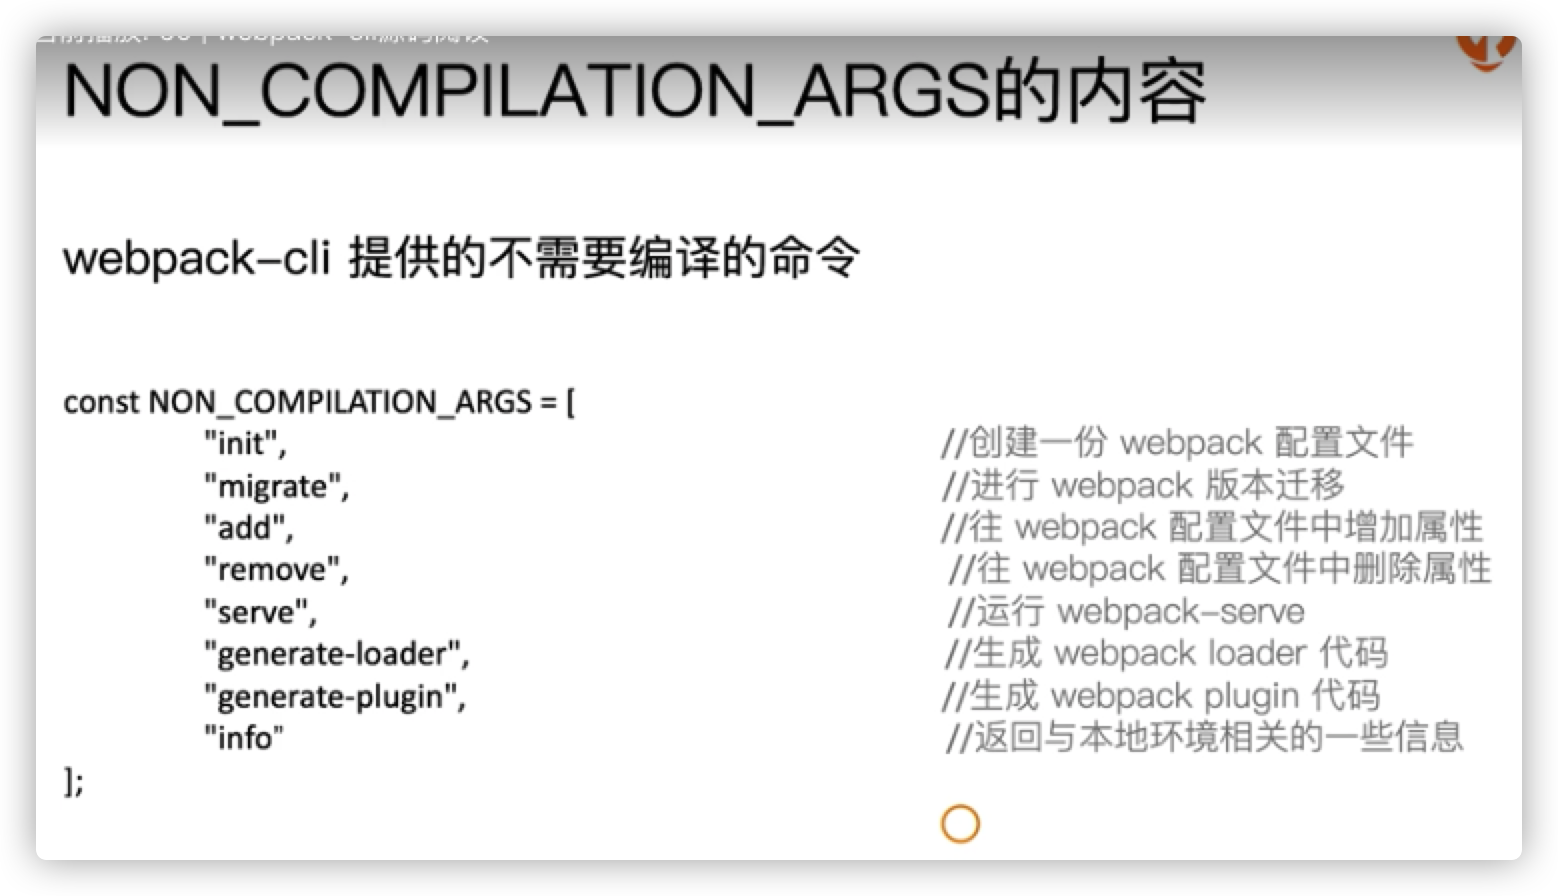 NON_COMPILATION_ARGS的内容
webpack-cli 提供的不需要编译的命令
const NON_COMPILATION_ARGS = [
"init", //创建一份 webpack 配置文件
"migrate", //进行 webpack 版本迁移
"add", //往 webpack 配置文件中增加属性
"remove", //往 webpack 配置文件中删除属性
"serve", //运行 webpack-serve
"generate-loader", //生成 webpack loader 代码
"generate-plugin", //生成 webpack plugin 代码
"info" //返回与本地环境相关的一些信息
];